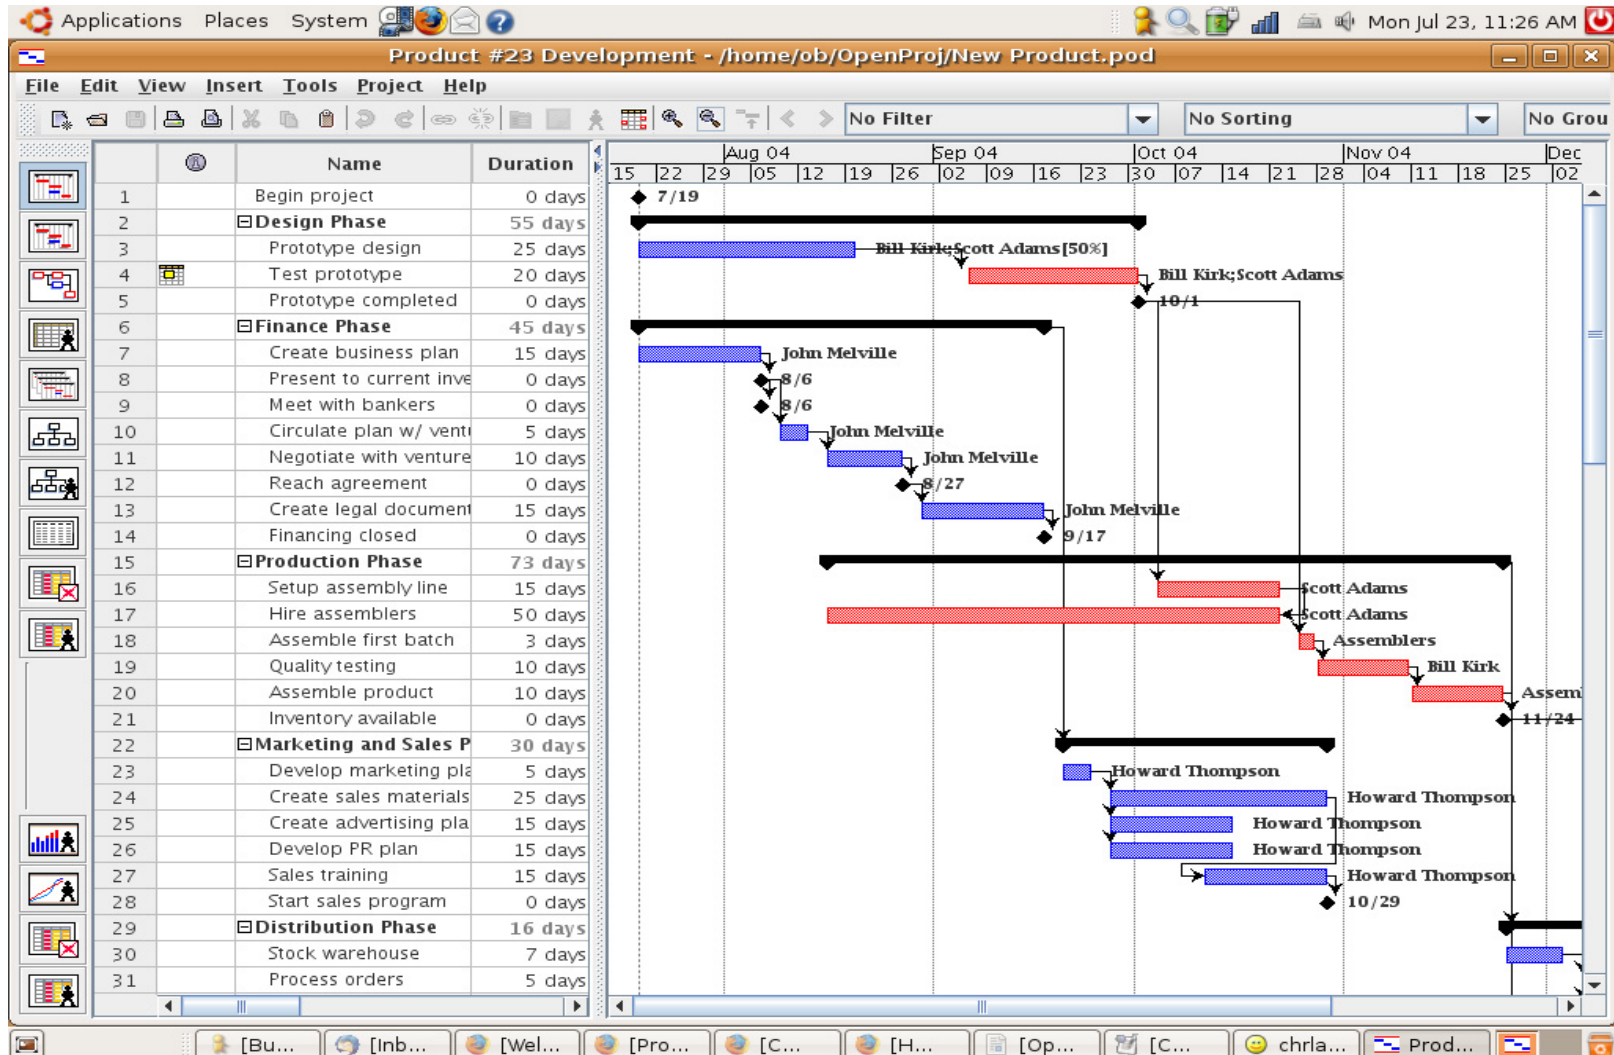 Applications Places System Mon Jul 23, 11:26 AM
Product #23 Development - /home/ob/OpenProj/New Product.pod
File Edit View Insert Tools Project Help
No Filter No Sorting No Grou
Name Duration Aug 04 Sep 04 Oct 04 Nov 04 Dec
15 22 29 05 12 19 26 02 09 16 23 30 07 14 21 28 04 11 18 25 02
1 Begin project 0 days 7/19
2 Design Phase 55 days
3 Prototype design 25 days Bill Kirk;Scott Adams[50%]
4 Test prototype 20 days Bill Kirk;Scott Adams
5 Prototype completed 0 days 10/1
6 Finance Phase 45 days
7 Create business plan 15 days John Melville
8 Present to current inve 0 days 8/6
9 Meet with bankers 0 days 8/6
10 Circulate plan w/ ventu 5 days John Melville
11 Negotiate with venture 10 days John Melville
12 Reach agreement 0 days 8/27
13 Create legal document 15 days John Melville
14 Financing closed 0 days 9/17
15 Production Phase 73 days
16 Setup assembly line 15 days Scott Adams
17 Hire assemblers 50 days Scott Adams
18 Assemble first batch 3 days Assemblers
19 Quality testing 10 days Bill Kirk
20 Assemble product 10 days Assem
21 Inventory available 0 days 11/24
22 Marketing and Sales P 30 days
23 Develop marketing pla 5 days Howard Thompson
24 Create sales materials 25 days Howard Thompson
25 Create advertising pla 15 days Howard Thompson
26 Develop PR plan 15 days Howard Thompson
27 Sales training 15 days Howard Thompson
28 Start sales program 0 days 10/29
29 Distribution Phase 16 days
30 Stock warehouse 7 days
31 Process orders 5 days
[Bu... [Inb... [Wel... [Pro... [C... [H... [Op... [C... chrla... Prod...